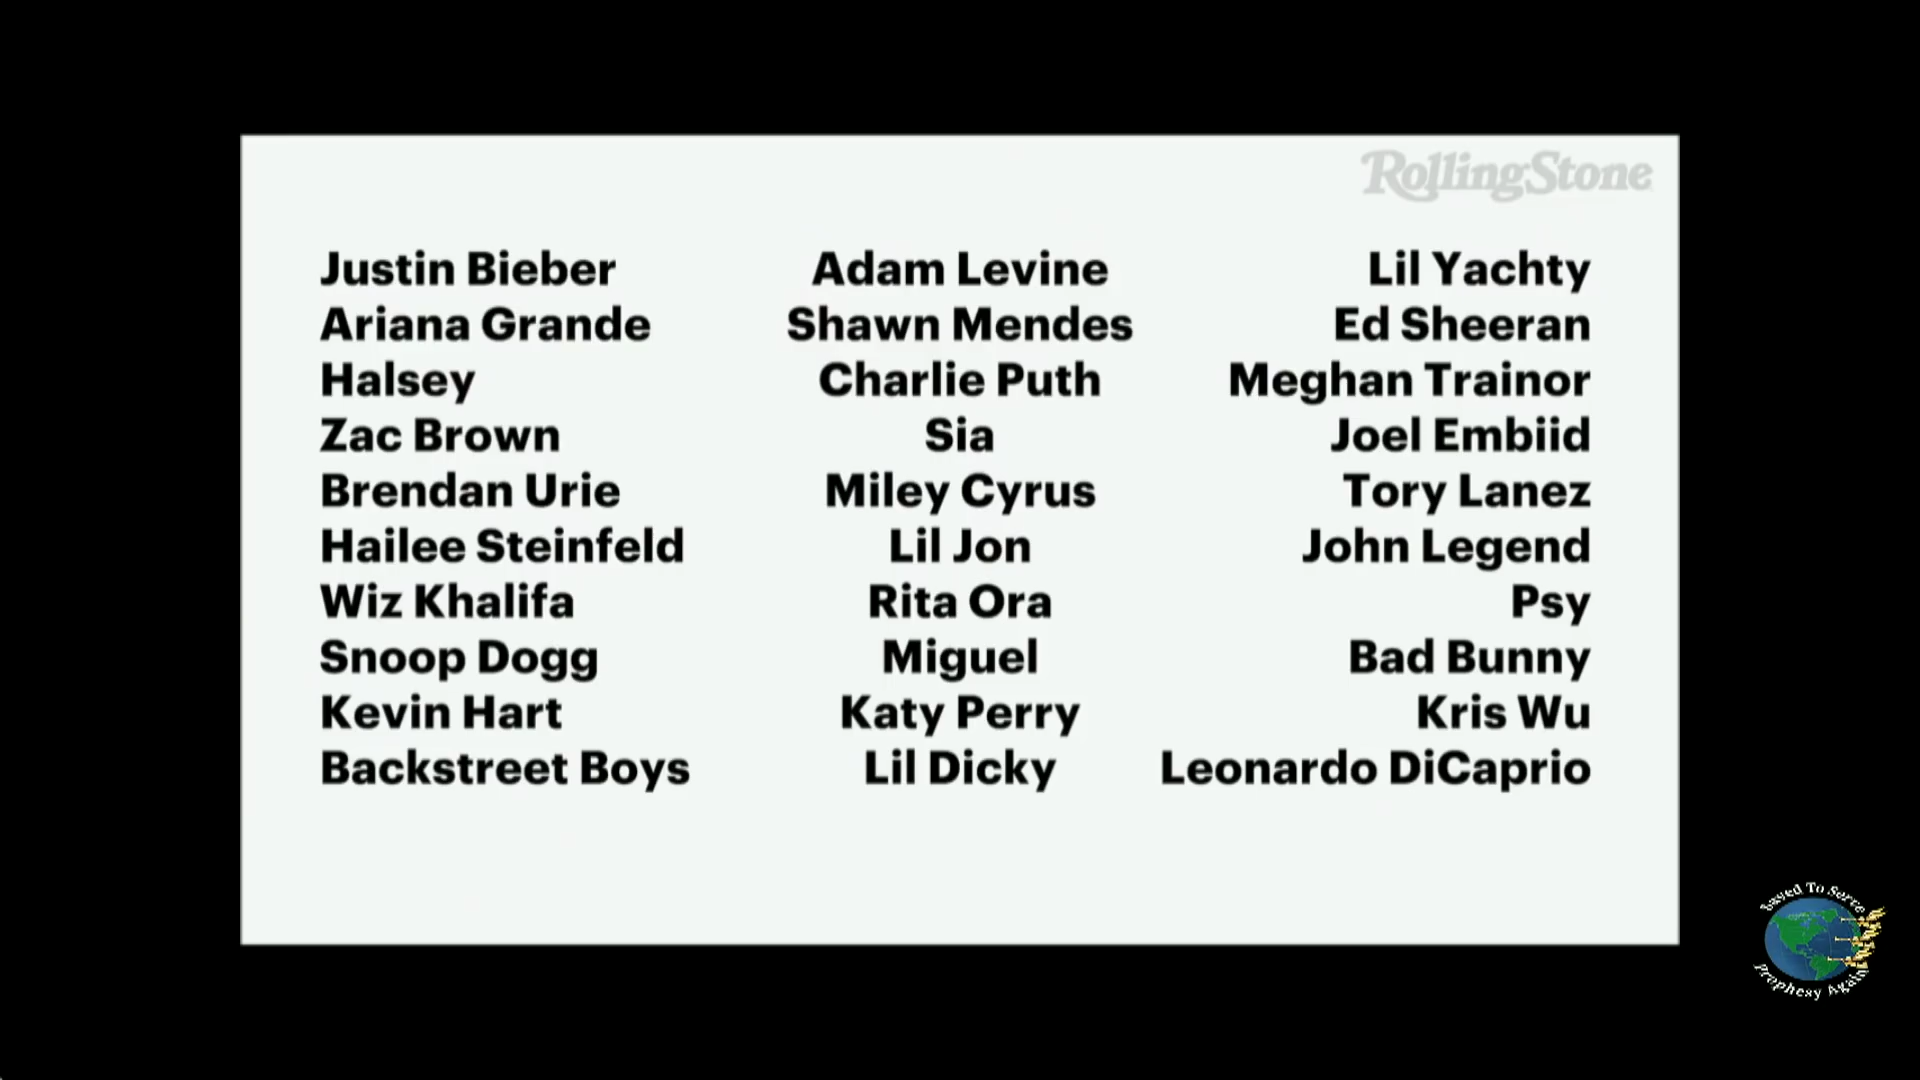 RollingStone
Justin Bieber
Ariana Grande
Halsey
Zac Brown
Brendan Urie
Hailee Steinfeld
Wiz Khalifa
Snoop Dogg
Kevin Hart
Backstreet Boys
Adam Levine
Shawn Mendes
Charlie Puth
Sia
Miley Cyrus
Lil Jon
Rita Ora
Miguel
Katy Perry
Lil Dicky
Lil Yachty
Ed Sheeran
Meghan Trainor
Joel Embiid
Tory Lanez
John Legend
Psy
Bad Bunny
Kris Wu
Leonardo DiCaprio
To Serve
Prophesy Again